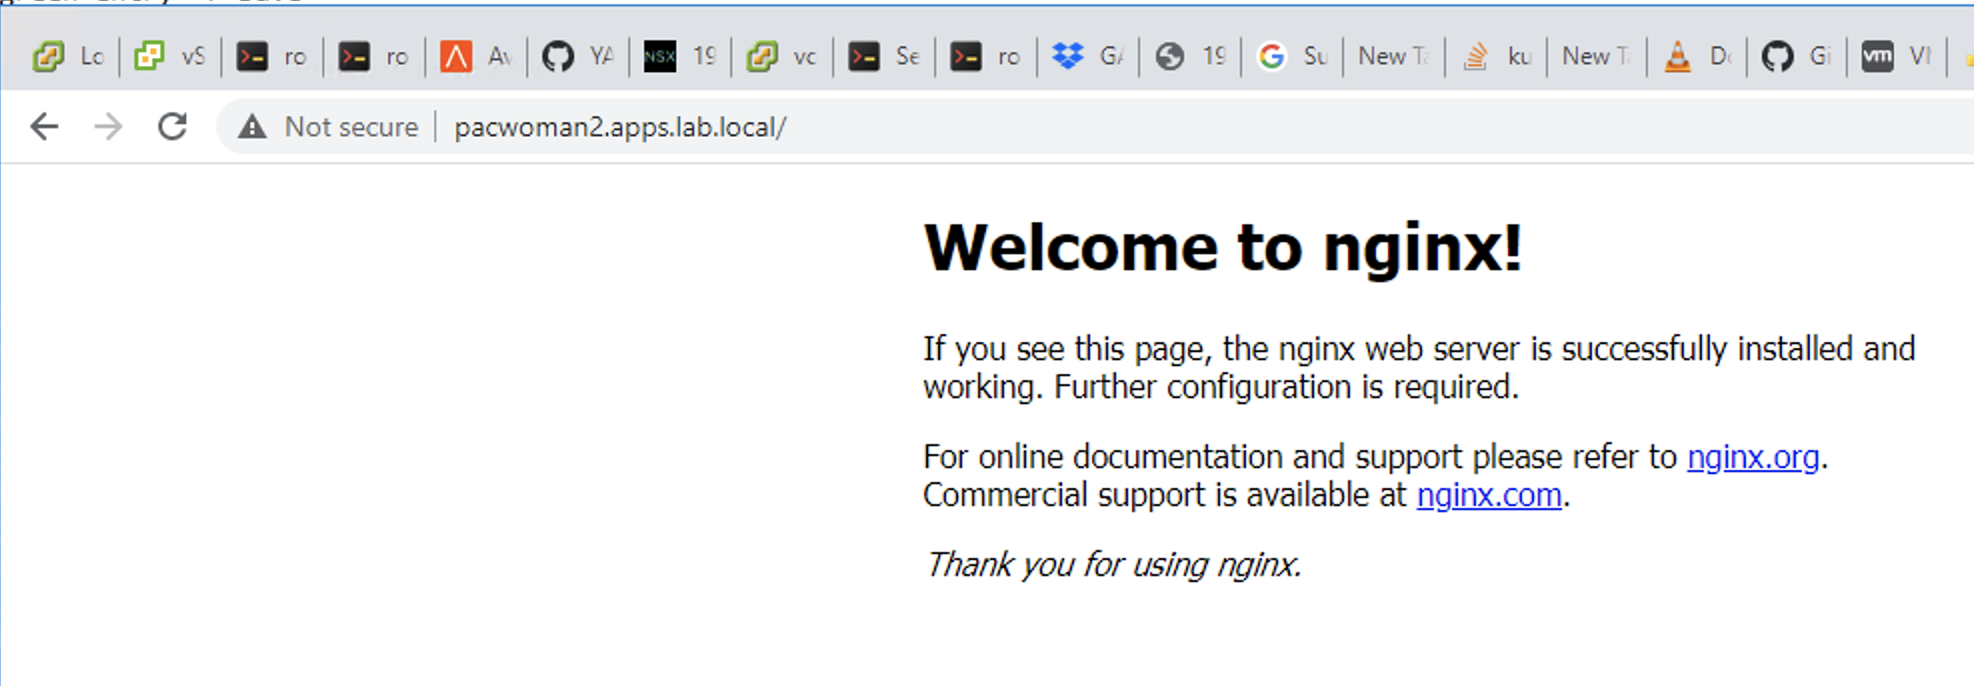 Lo vS ro ro Av YA NSX 19 vc Se ro GA 19 Su New Ta ku New Ta Do Gi vm VM
Not secure pacwoman2.apps.lab.local/
Welcome to nginx!
If you see this page, the nginx web server is successfully installed and
working. Further configuration is required.
For online documentation and support please refer to nginx.org.
Commercial support is available at nginx.com.
Thank you for using nginx.